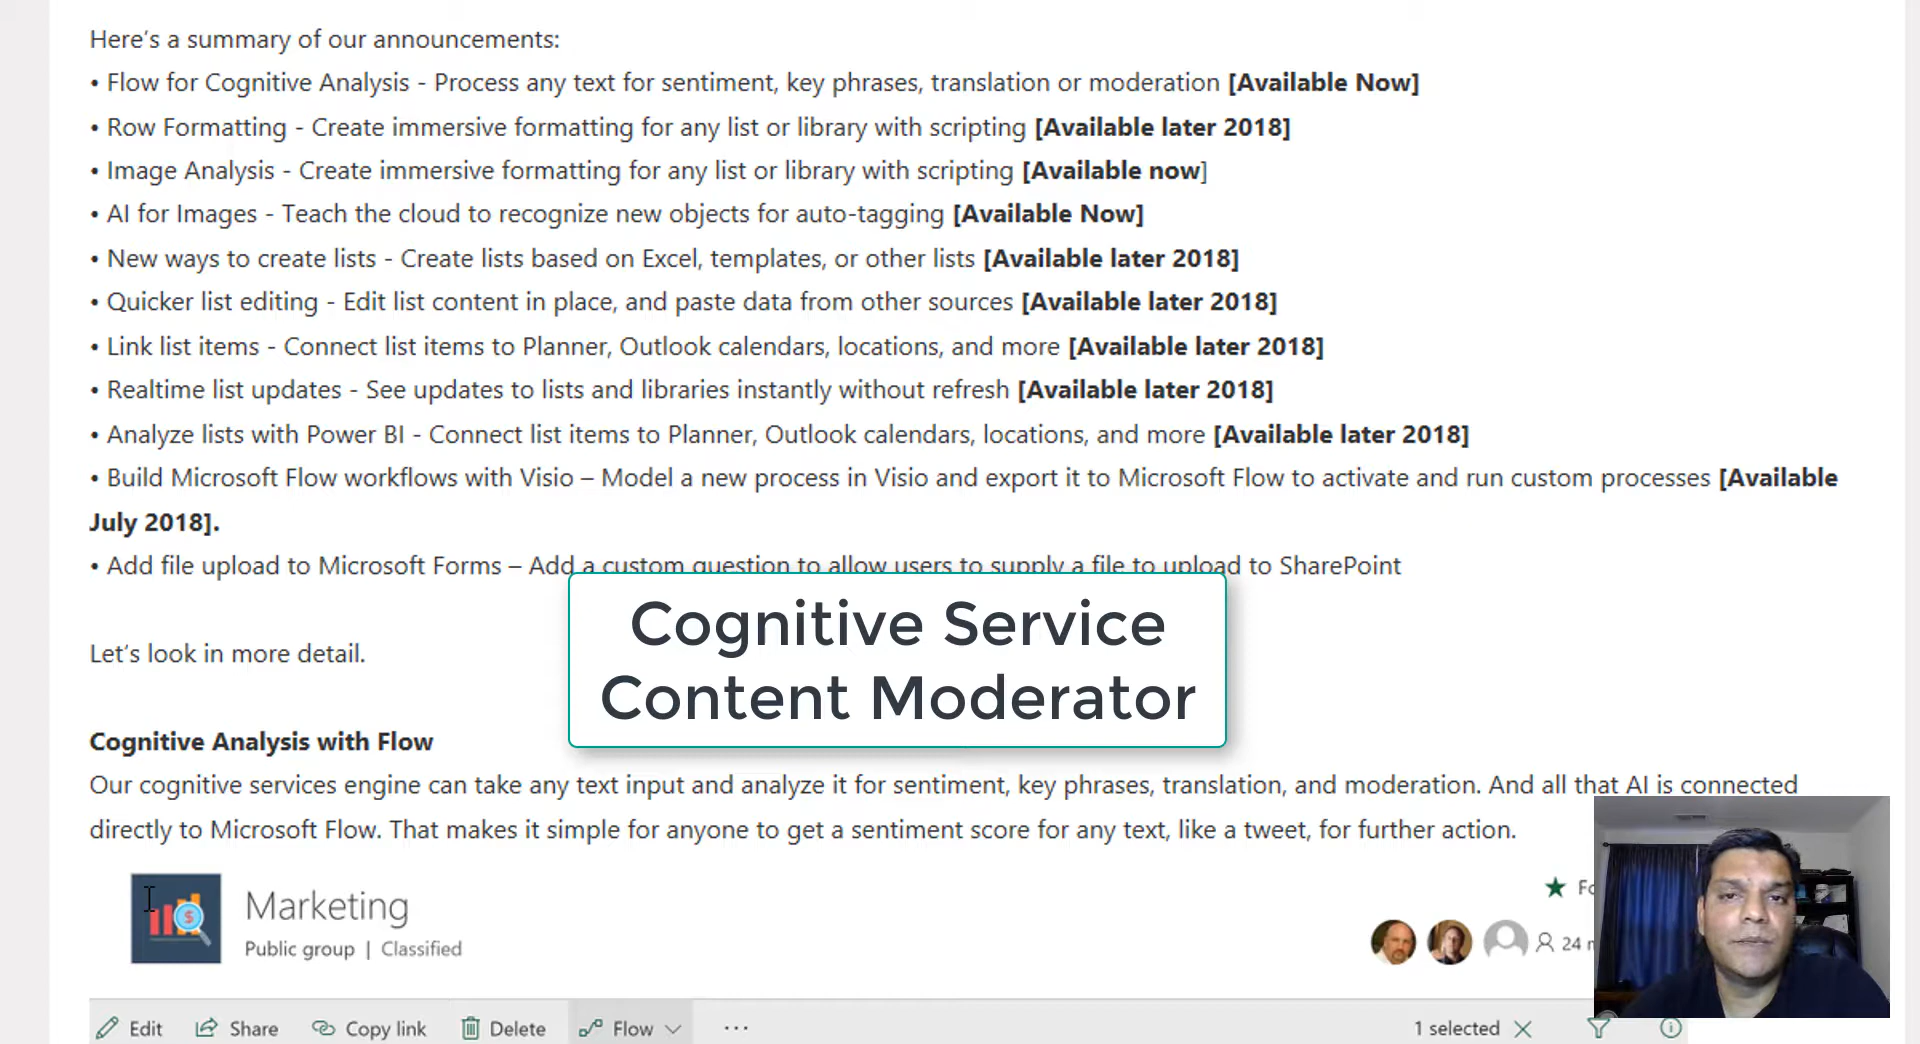 Here's a summary of our announcements:
• Flow for Cognitive Analysis - Process any text for sentiment, key phrases, translation or moderation [Available Now]
• Row Formatting - Create immersive formatting for any list or library with scripting [Available later 2018]
• Image Analysis - Create immersive formatting for any list or library with scripting [Available now]
• AI for Images - Teach the cloud to recognize new objects for auto-tagging [Available Now]
• New ways to create lists - Create lists based on Excel, templates, or other lists [Available later 2018]
• Quicker list editing - Edit list content in place, and paste data from other sources [Available later 2018]
• Link list items - Connect list items to Planner, Outlook calendars, locations, and more [Available later 2018]
• Realtime list updates - See updates to lists and libraries instantly without refresh [Available later 2018]
• Analyze lists with Power BI - Connect list items to Planner, Outlook calendars, locations, and more [Available later 2018]
• Build Microsoft Flow workflows with Visio – Model a new process in Visio and export it to Microsoft Flow to activate and run custom processes [Available
July 2018].
• Add file upload to Microsoft Forms – Add a custom question to allow users to supply a file to upload to SharePoint
Cognitive Service
Content Moderator
Let's look in more detail.
Cognitive Analysis with Flow
Our cognitive services engine can take any text input and analyze it for sentiment, key phrases, translation, and moderation. And all that AI is connected
directly to Microsoft Flow. That makes it simple for anyone to get a sentiment score for any text, like a tweet, for further action.
Marketing
Public group | Classified
24
Edit Share Copy link Delete Flow ... 1 selected